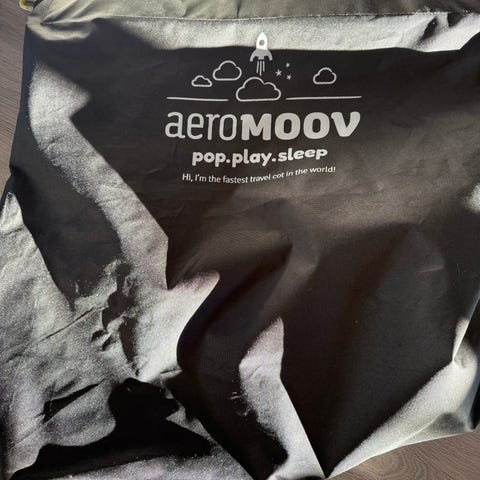 aeroMOOV
pop.play.sleep
Hi, I'm the fastest travel cot in the world!